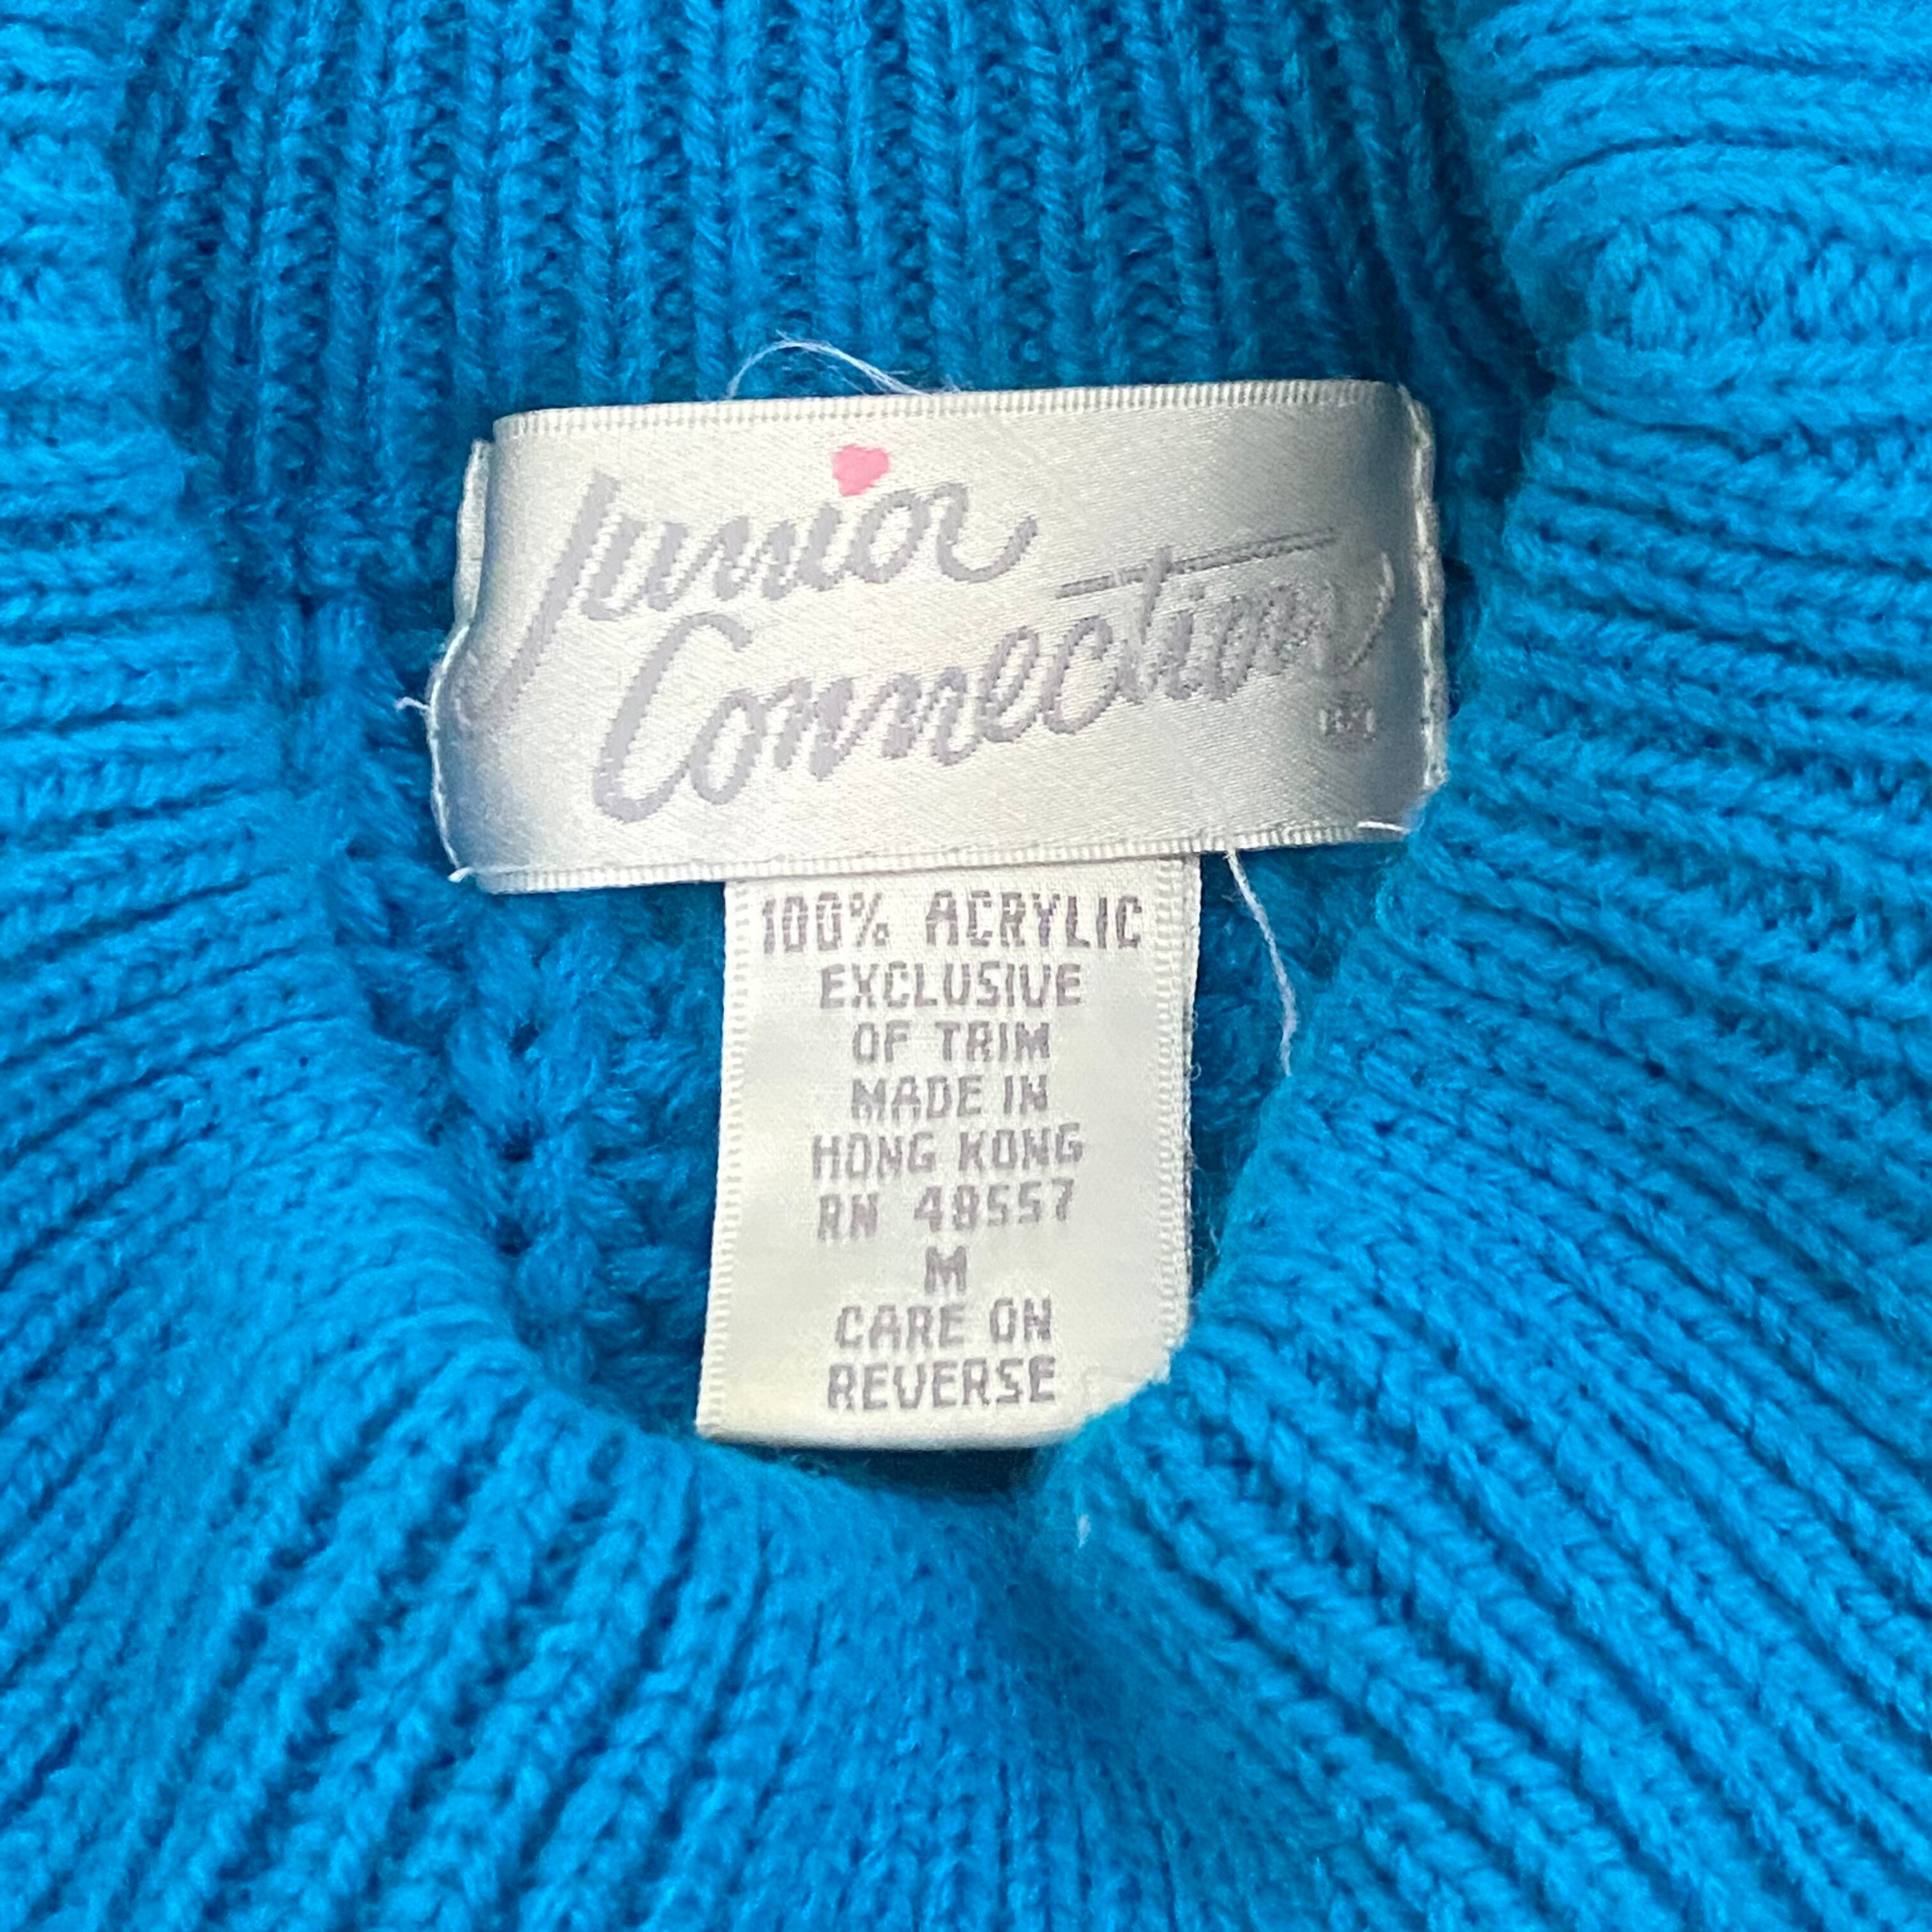 Junior
Connection
100% ACRYLIC
EXCLUSIVE
OF TRIM
MADE IN
HONG KONG
RN 48557
M
CARE ON
REVERSE